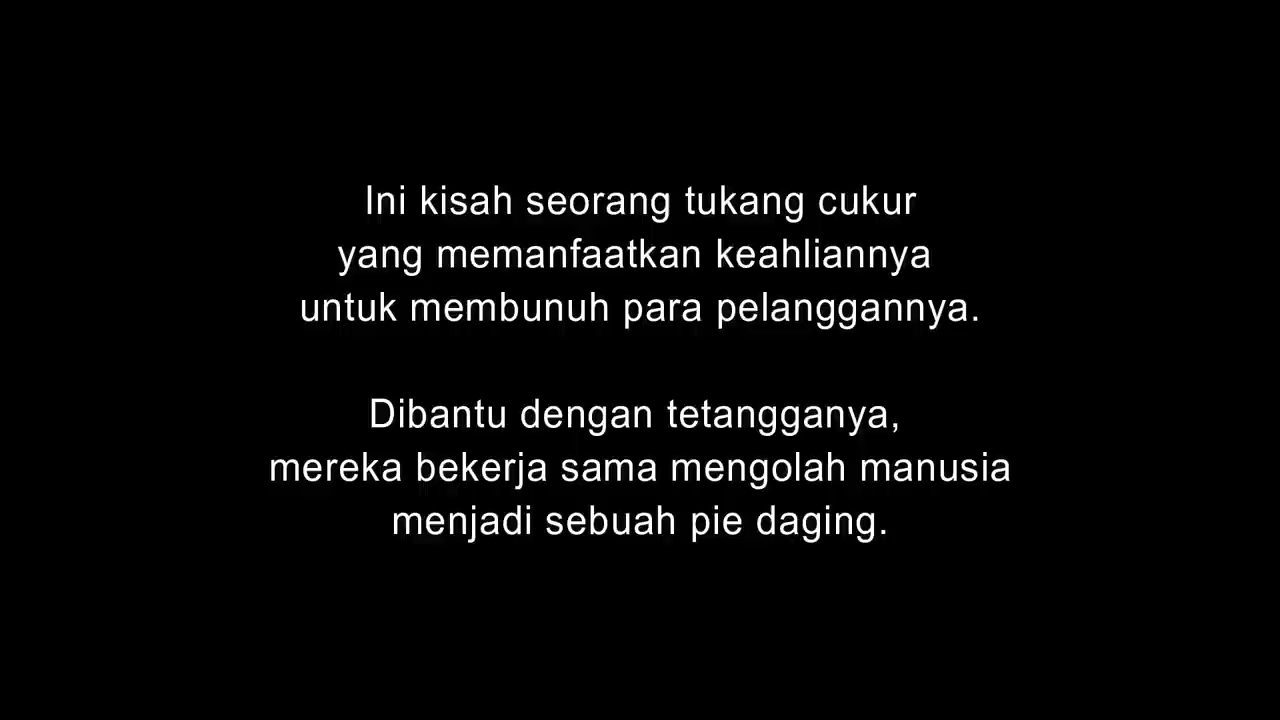 Ini kisah seorang tukang cukur
yang memanfaatkan keahliannya
untuk membunuh para pelanggannya.
Dibantu dengan tetangganya,
mereka bekerja sama mengolah manusia
menjadi sebuah pie daging.